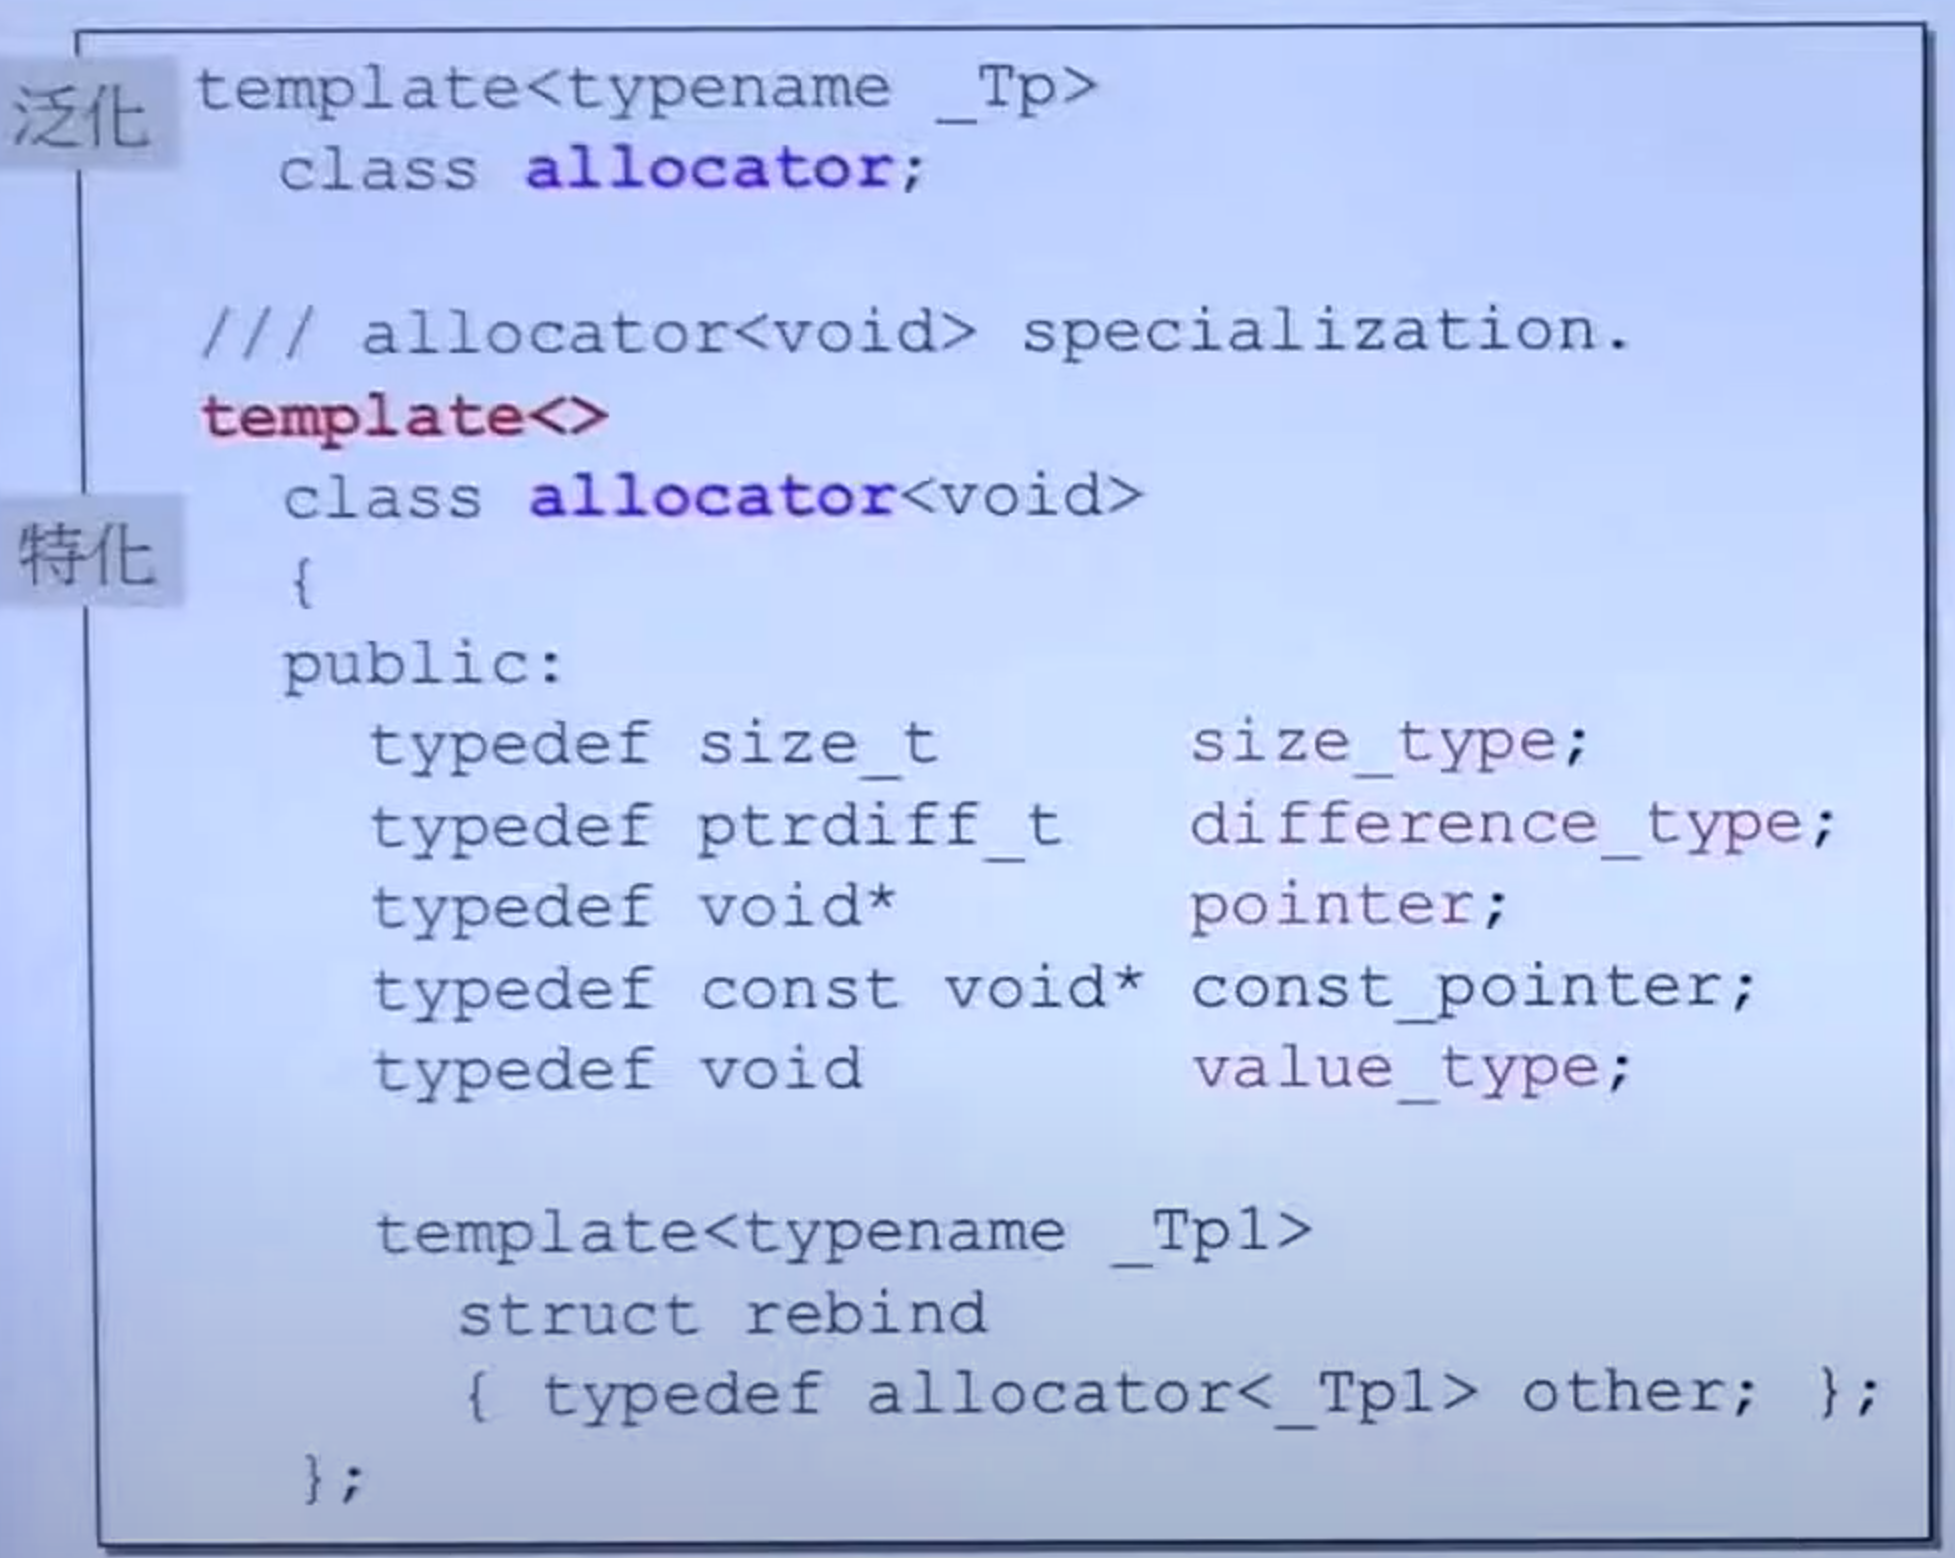 泛化
template<typename _Tp>
class allocator;
/// allocator<void> specialization.
template<>
class allocator<void>
特化
{
public:
typedef size_t size_type;
typedef ptrdiff_t difference_type;
typedef void* pointer;
typedef const void* const_pointer;
typedef void value_type;
template<typename _Tp1>
struct rebind
{ typedef allocator<_Tp1> other; };
};